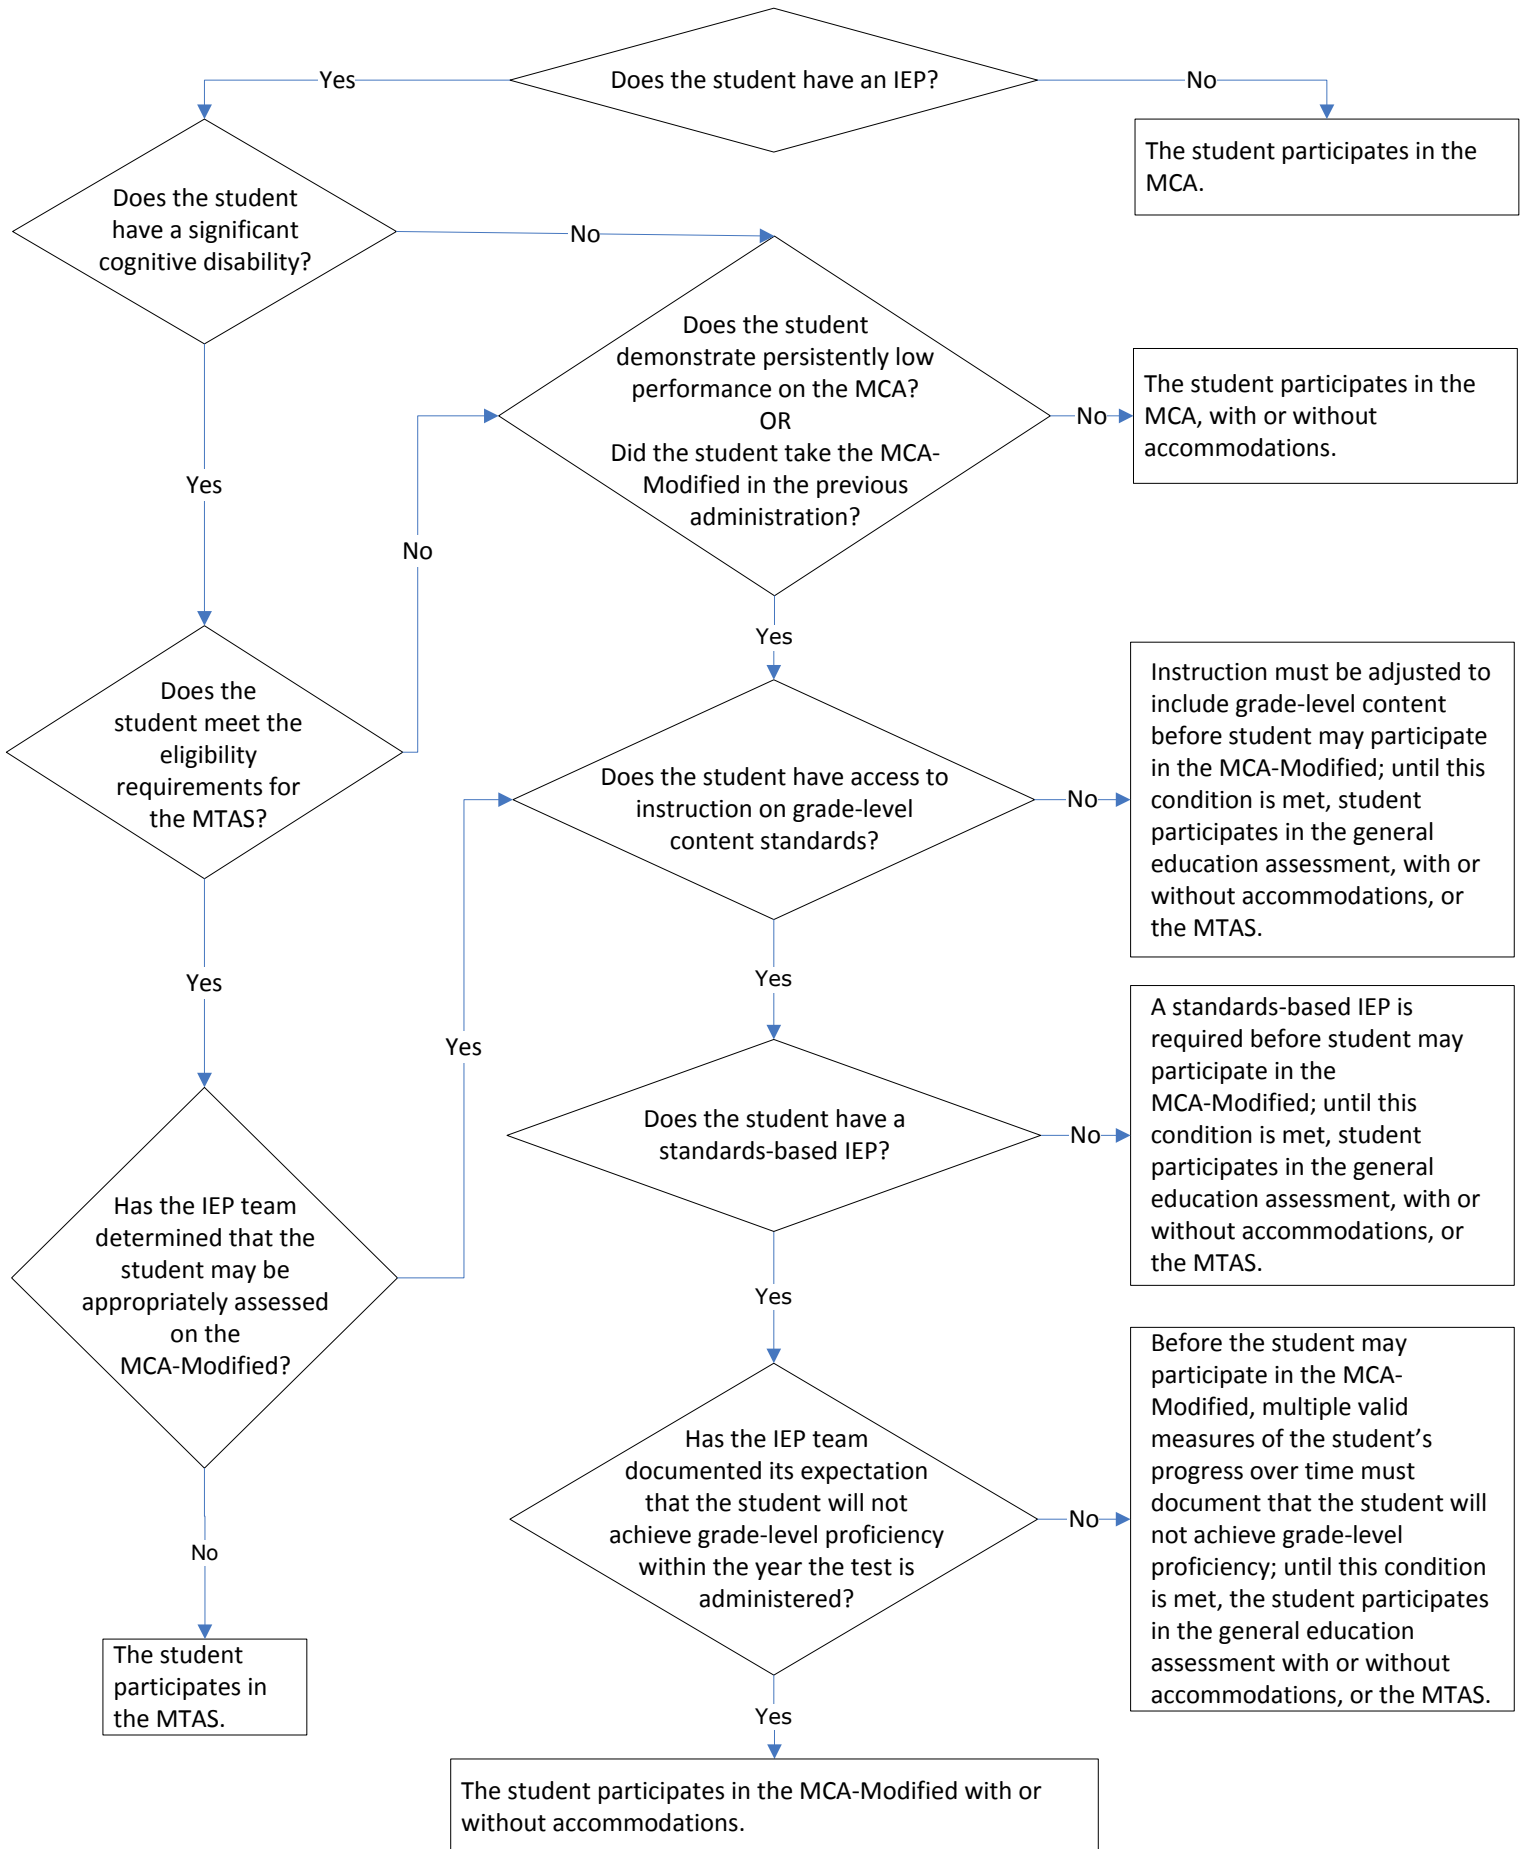 Does the student have an IEP?
Yes
No
The student participates in the
MCA.
Does the student
have a significant
cognitive disability?
No
Yes
Does the student
demonstrate persistently low
performance on the MCA?
OR
Did the student take the MCA-
Modified in the previous
administration?
No
The student participates in the
MCA, with or without
accommodations.
No
Yes
Does the
student meet the
eligibility
requirements for
the MTAS?
Yes
Does the student have access to
instruction on grade-level
content standards?
No
Instruction must be adjusted to
include grade-level content
before student may participate
in the MCA-Modified; until this
condition is met, student
participates in the general
education assessment, with or
without accommodations, or
the MTAS.
Yes
Yes
Does the student have a
standards-based IEP?
No
A standards-based IEP is
required before student may
participate in the
MCA-Modified; until this
condition is met, student
participates in the general
education assessment, with or
without accommodations, or
the MTAS.
Has the IEP team
determined that the
student may be
appropriately assessed
on the
MCA-Modified?
No
The student
participates in
the MTAS.
Yes
Has the IEP team
documented its expectation
that the student will not
achieve grade-level proficiency
within the year the test is
administered?
No
Before the student may
participate in the MCA-
Modified, multiple valid
measures of the student’s
progress over time must
document that the student will
not achieve grade-level
proficiency; until this condition
is met, the student participates
in the general education
assessment with or without
accommodations, or the MTAS.
Yes
The student participates in the MCA-Modified with or
without accommodations.